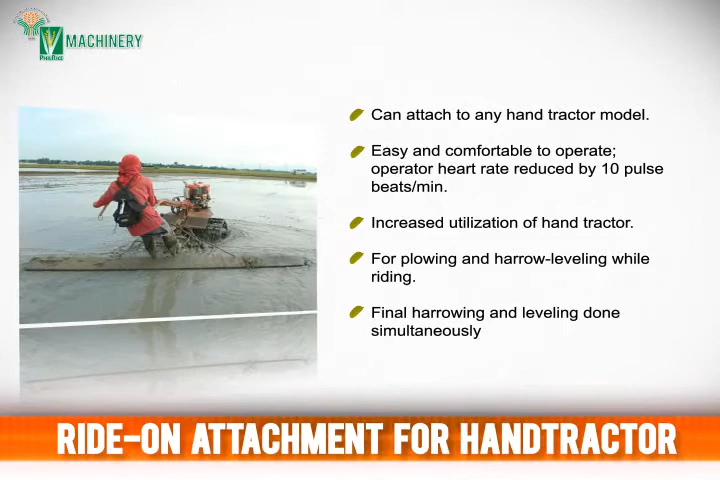 MACHINERY
PHILRICE
Can attach to any hand tractor model.
Easy and comfortable to operate;
operator heart rate reduced by 10 pulse
beats/min.
Increased utilization of hand tractor.
For plowing and harrow-leveling while
riding.
Final harrowing and leveling done
simultaneously
RIDE-ON ATTACHMENT FOR HANDTRACTOR